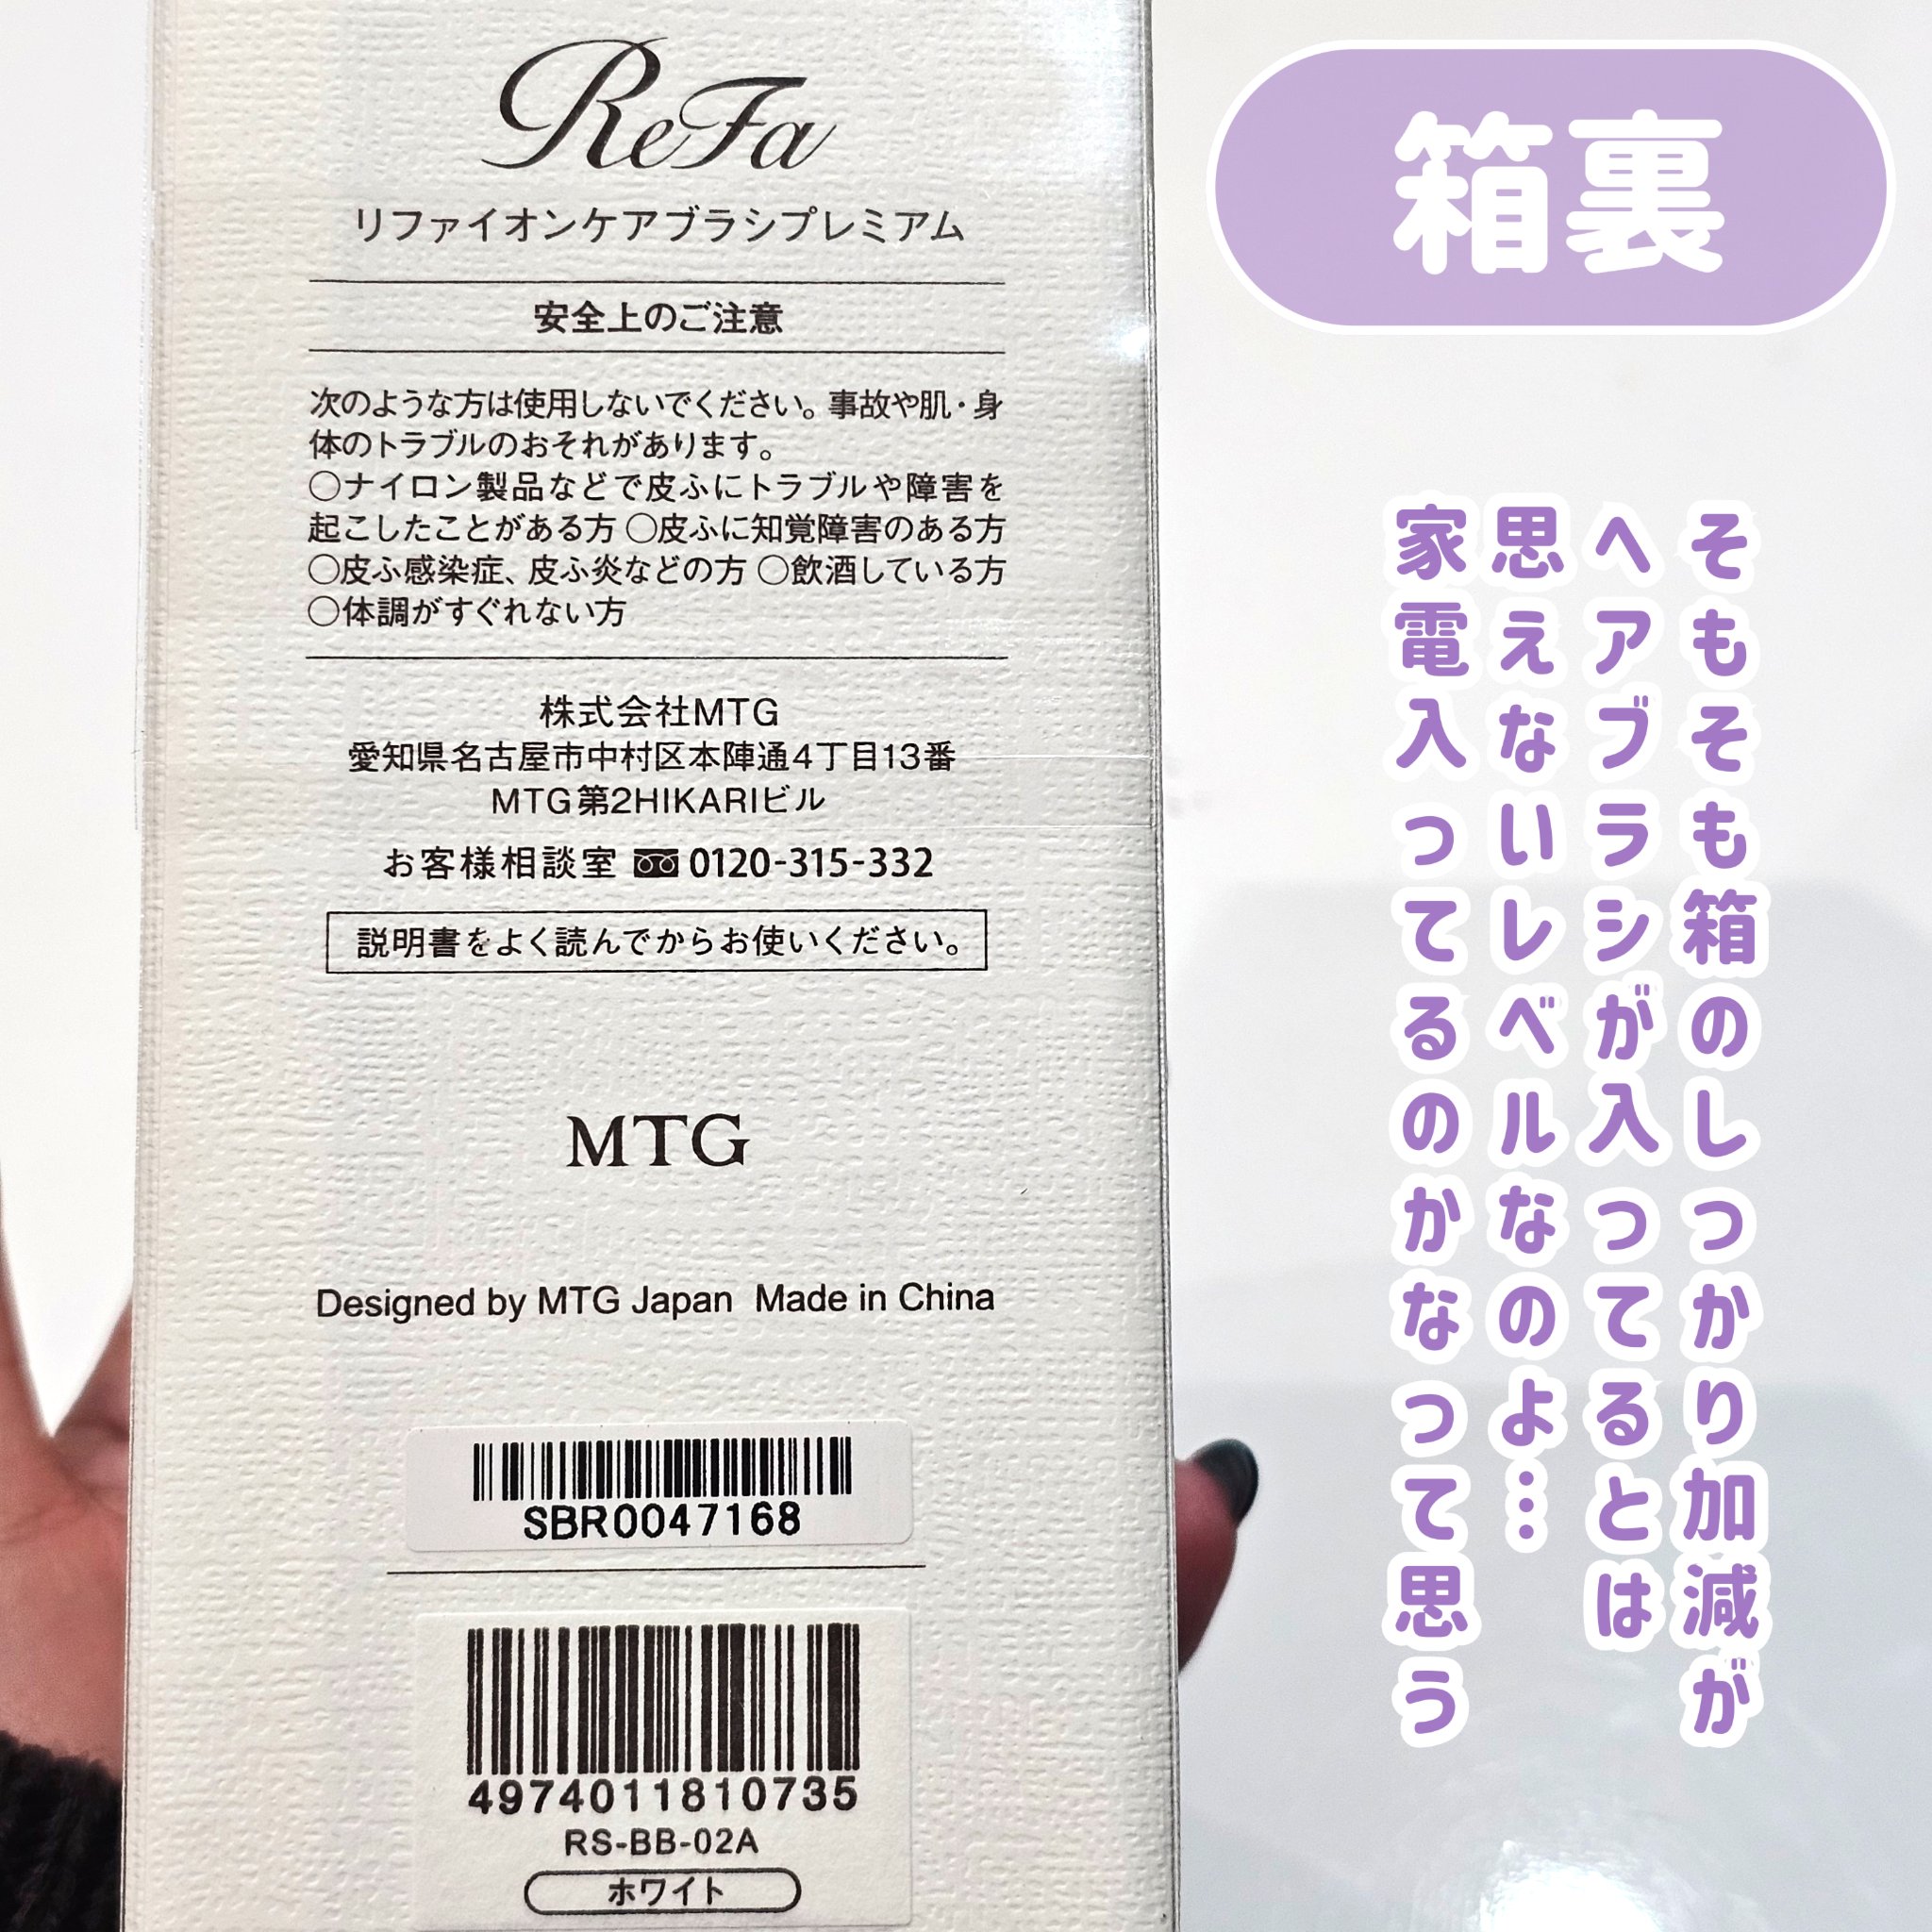 ReFa
リファイオンケアブラシプレミアム
安全上のご注意
次のような方は使用しないでください。事故や肌・身
体のトラブルのおそれがあります。
○ナイロン製品などで皮ふにトラブルや障害を
起こしたことがある方 ○皮ふに知覚障害のある方
○皮ふ感染症、皮ふ炎などの方 ○飲酒している方
○体調がすぐれない方
株式会社MTG
愛知県名古屋市中村区本陣通4丁目13番
MTG第2HIKARIビル
お客様相談室 0120-315-332
説明書をよく読んでからお使いください。
MTG
Designed by MTG Japan Made in China
SBR0047168
4974011810735
RS-BB-02A
ホワイト
箱裏
そもそも箱のしっかり加減が
ヘアブラシが入ってるとは
思えないレベルなのよ…
家電入ってるのかなって思う